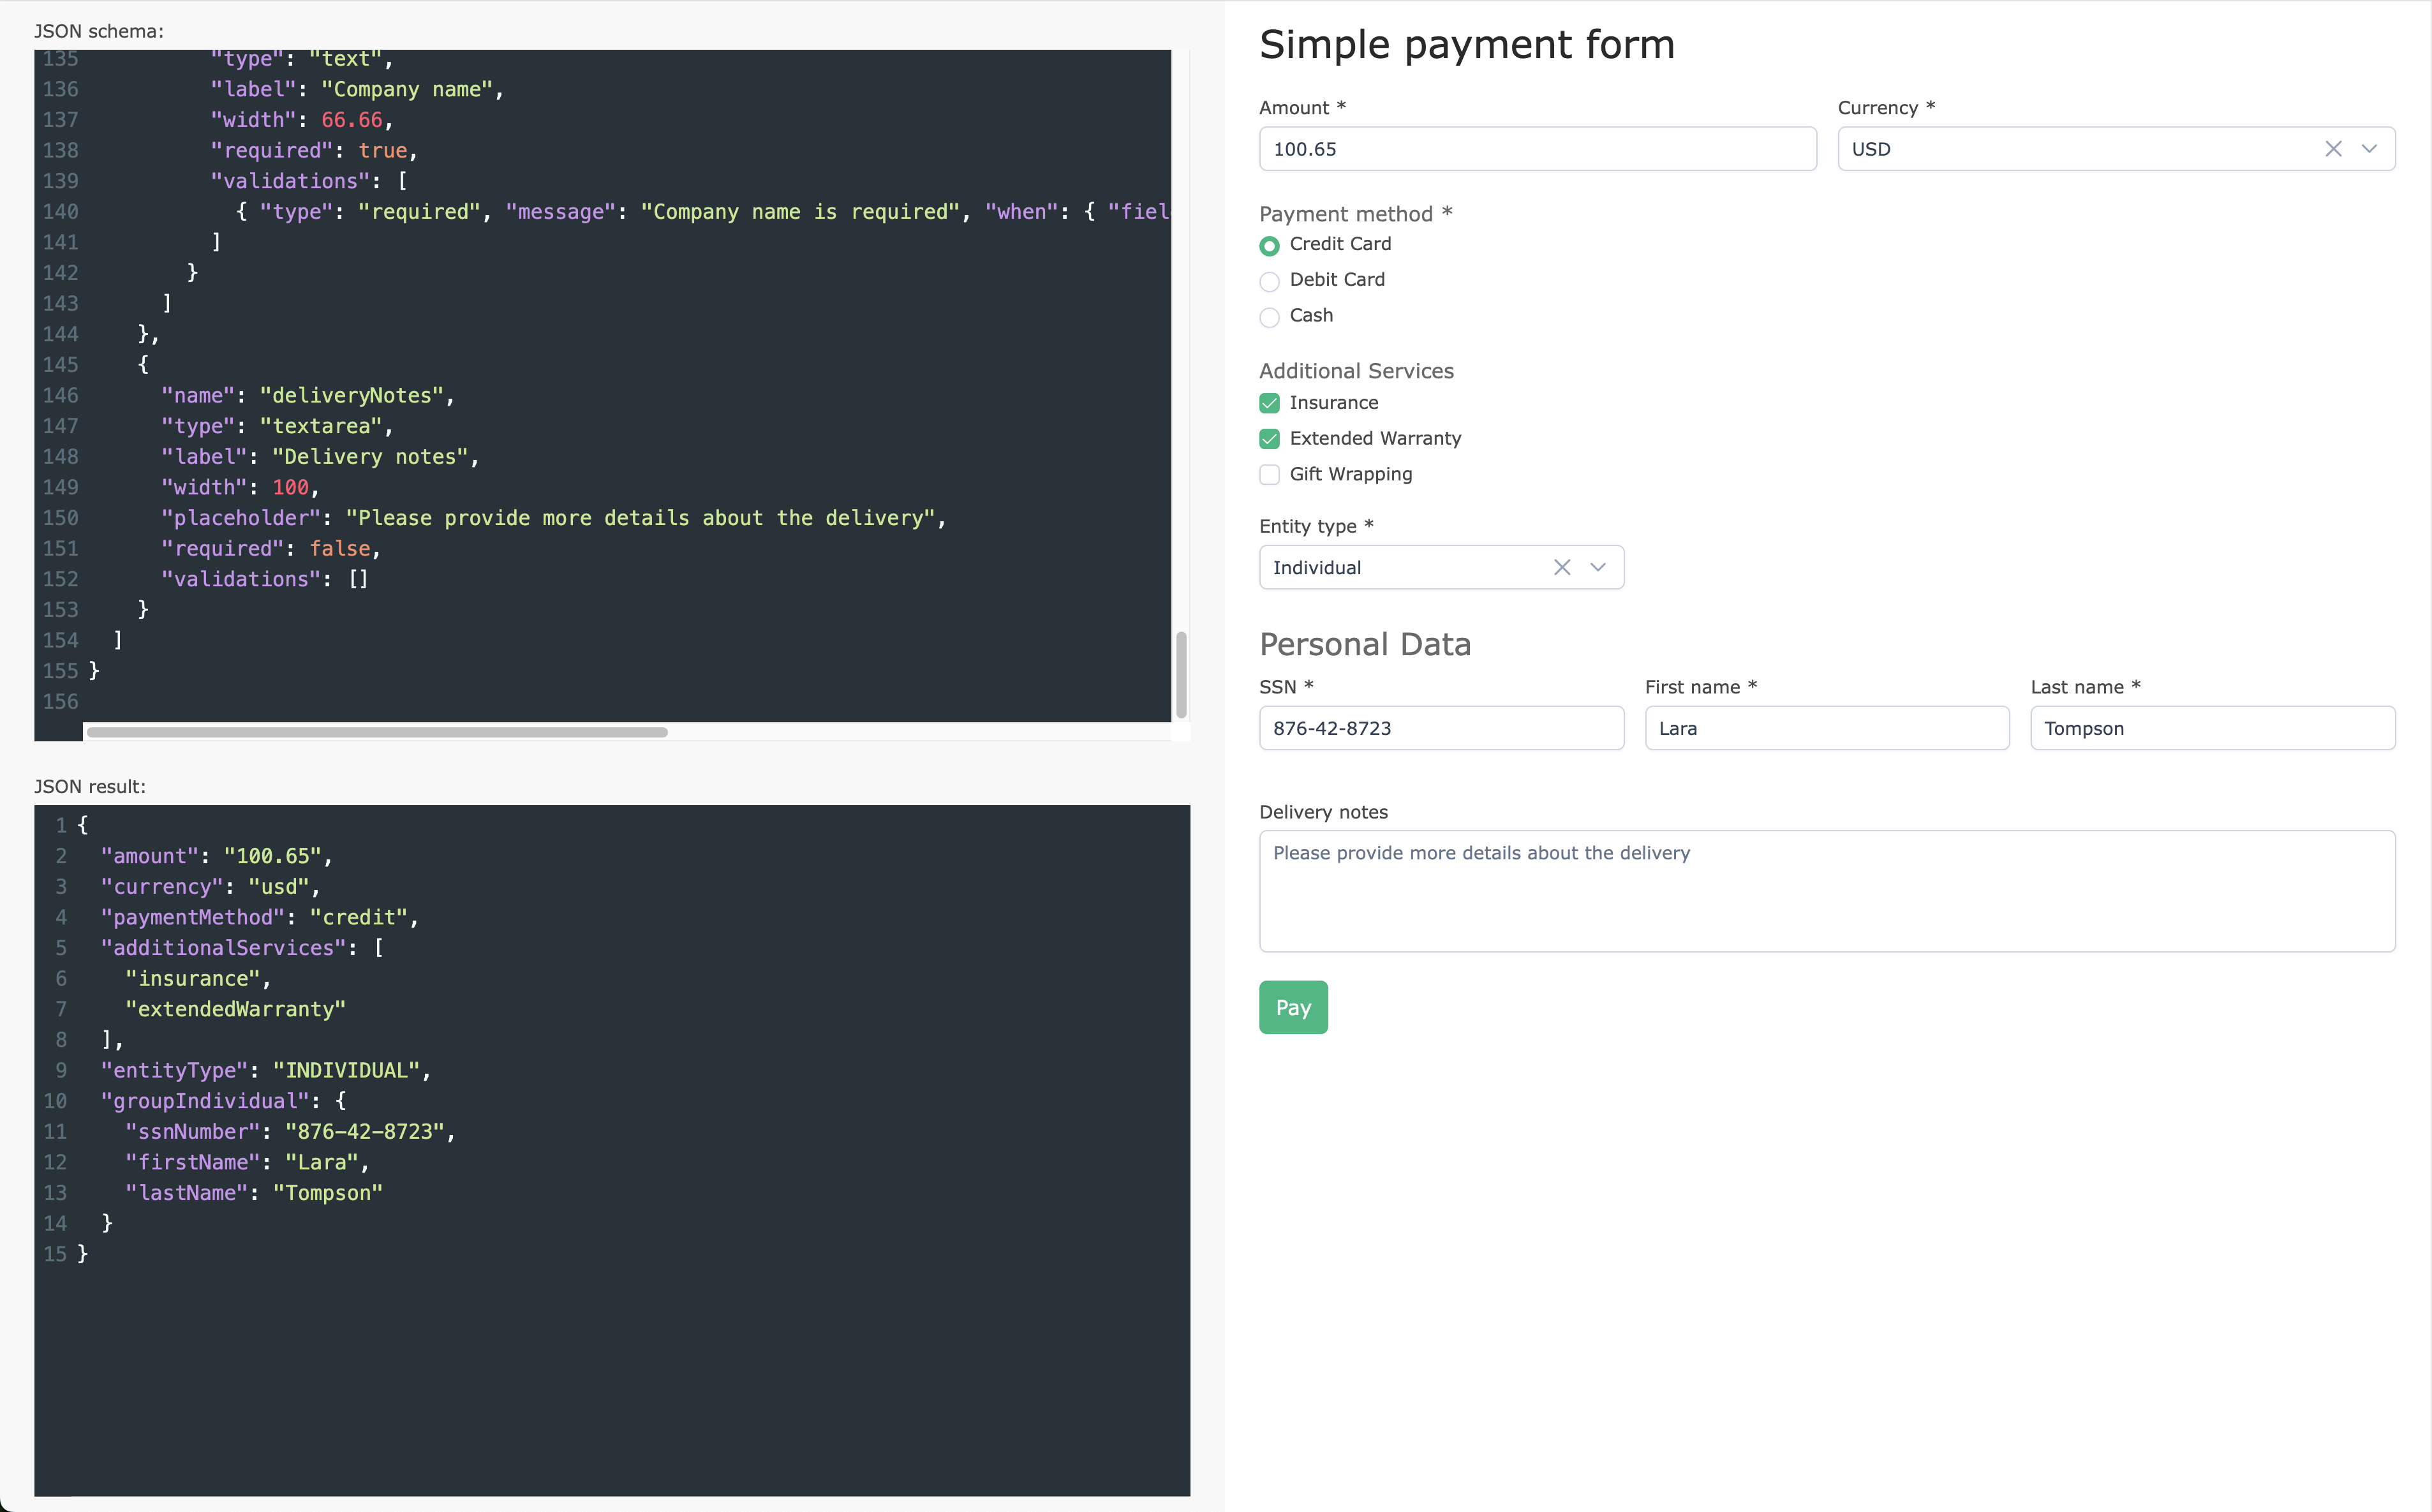 JSON schema:
135 "type": "text",
136 "label": "Company name",
137 "width": 66.66,
138 "required": true,
139 "validations": [
140 { "type": "required", "message": "Company name is required", "when": { "fiel
141 ]
142 }
143 ]
144 },
145 {
146 "name": "deliveryNotes",
147 "type": "textarea",
148 "label": "Delivery notes",
149 "width": 100,
150 "placeholder": "Please provide more details about the delivery",
151 "required": false,
152 "validations": []
153 }
154 ]
155 }
156
JSON result:
1 {
2 "amount": "100.65",
3 "currency": "usd",
4 "paymentMethod": "credit",
5 "additionalServices": [
6 "insurance",
7 "extendedWarranty"
8 ],
9 "entityType": "INDIVIDUAL",
10 "groupIndividual": {
11 "ssnNumber": "876-42-8723",
12 "firstName": "Lara",
13 "lastName": "Tompson"
14 }
15 }
Simple payment form
Amount * Currency *
100.65 USD
Payment method *
Credit Card
Debit Card
Cash
Additional Services
Insurance
Extended Warranty
Gift Wrapping
Entity type *
Individual
Personal Data
SSN * First name * Last name *
876-42-8723 Lara Tompson
Delivery notes
Please provide more details about the delivery
Pay